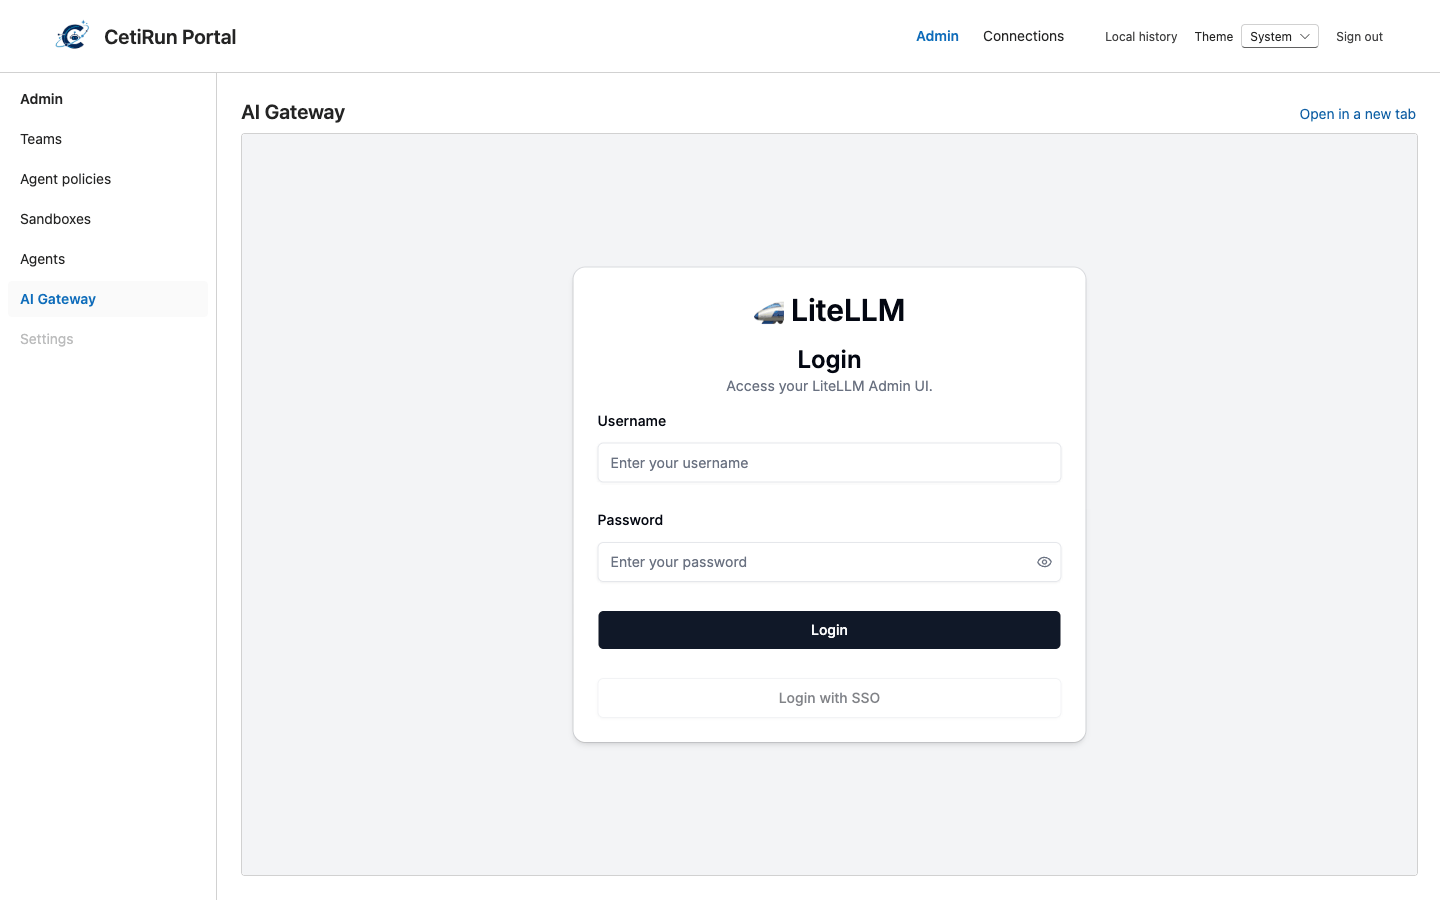 CetiRun Portal
Admin
Connections
Local history
Theme
System
Sign out
Admin
Teams
Agent policies
Sandboxes
Agents
AI Gateway
Settings
AI Gateway
Open in a new tab
LiteLLM
Login
Access your LiteLLM Admin UI.
Username
Enter your username
Password
Enter your password
Login
Login with SSO